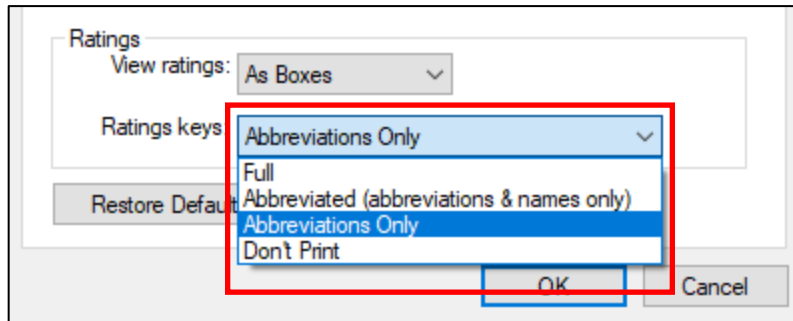 Ratings
View ratings: As Boxes
Ratings keys: Abbreviations Only
Full
Abbreviated (abbreviations & names only)
Restore Defaul
Abbreviations Only
Don't Print
OK Cancel